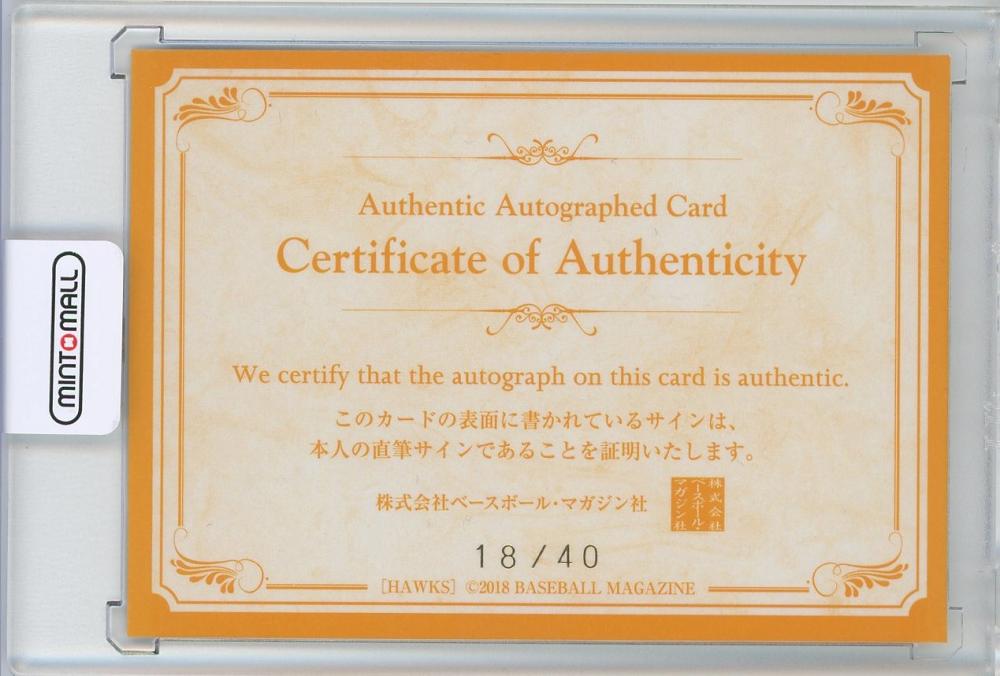 Authentic Autographed Card
Certificate of Authenticity
We certify that the autograph on this card is authentic.
このカードの表面に書かれているサインは、
本人の直筆サインであることを証明いたします。
株式会社ベースボール・マガジン社
株式会社
ベースボール・
マガジン社
18/40
[HAWKS] ©2018 BASEBALL MAGAZINE
MINTOMALL